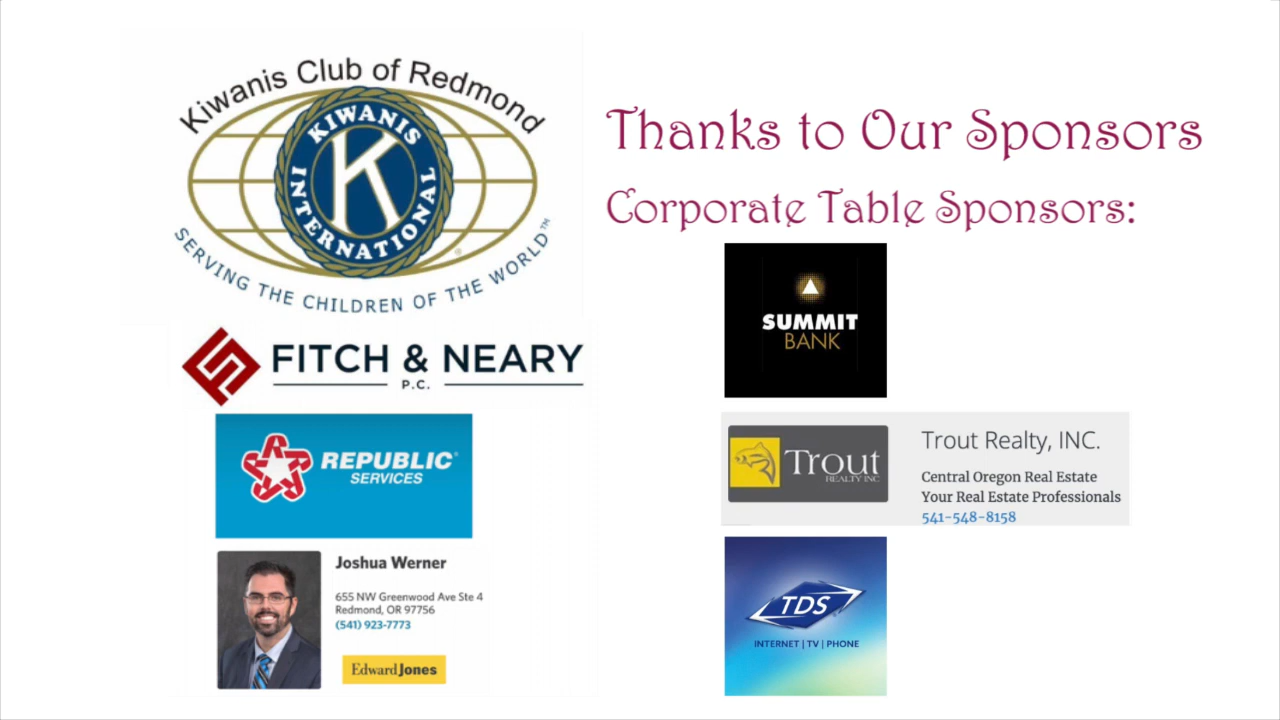 Kiwanis Club of Redmond
KIWANIS
K
INTERNATIONAL
®
SERVING THE CHILDREN OF THE WORLD™
Thanks to Our Sponsors
Corporate Table Sponsors:
FITCH & NEARY
P.C.
REPUBLIC®
SERVICES
Joshua Werner
655 NW Greenwood Ave Ste 4
Redmond, OR 97756
(541) 923-7773
Edward Jones
SUMMIT
BANK
Trout
REALTY INC
Trout Realty, INC.
Central Oregon Real Estate
Your Real Estate Professionals
541-548-8158
TDS
INTERNET | TV | PHONE